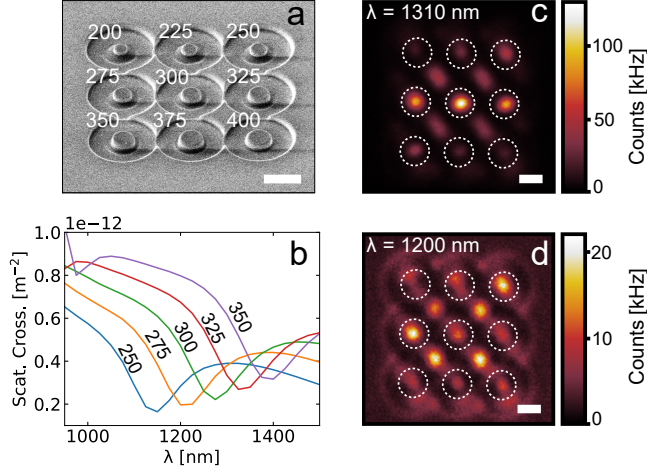 a
200 225 250
275 300 325
350 375 400
1e−12
b
1.0
0.8
0.6
0.4
0.2
Scat. Cross. [m⁻²]
250
275
300
325
350
1000 1200 1400
λ [nm]
λ = 1310 nm c
100
50
0
Counts [kHz]
λ = 1200 nm d
20
10
0
Counts [kHz]